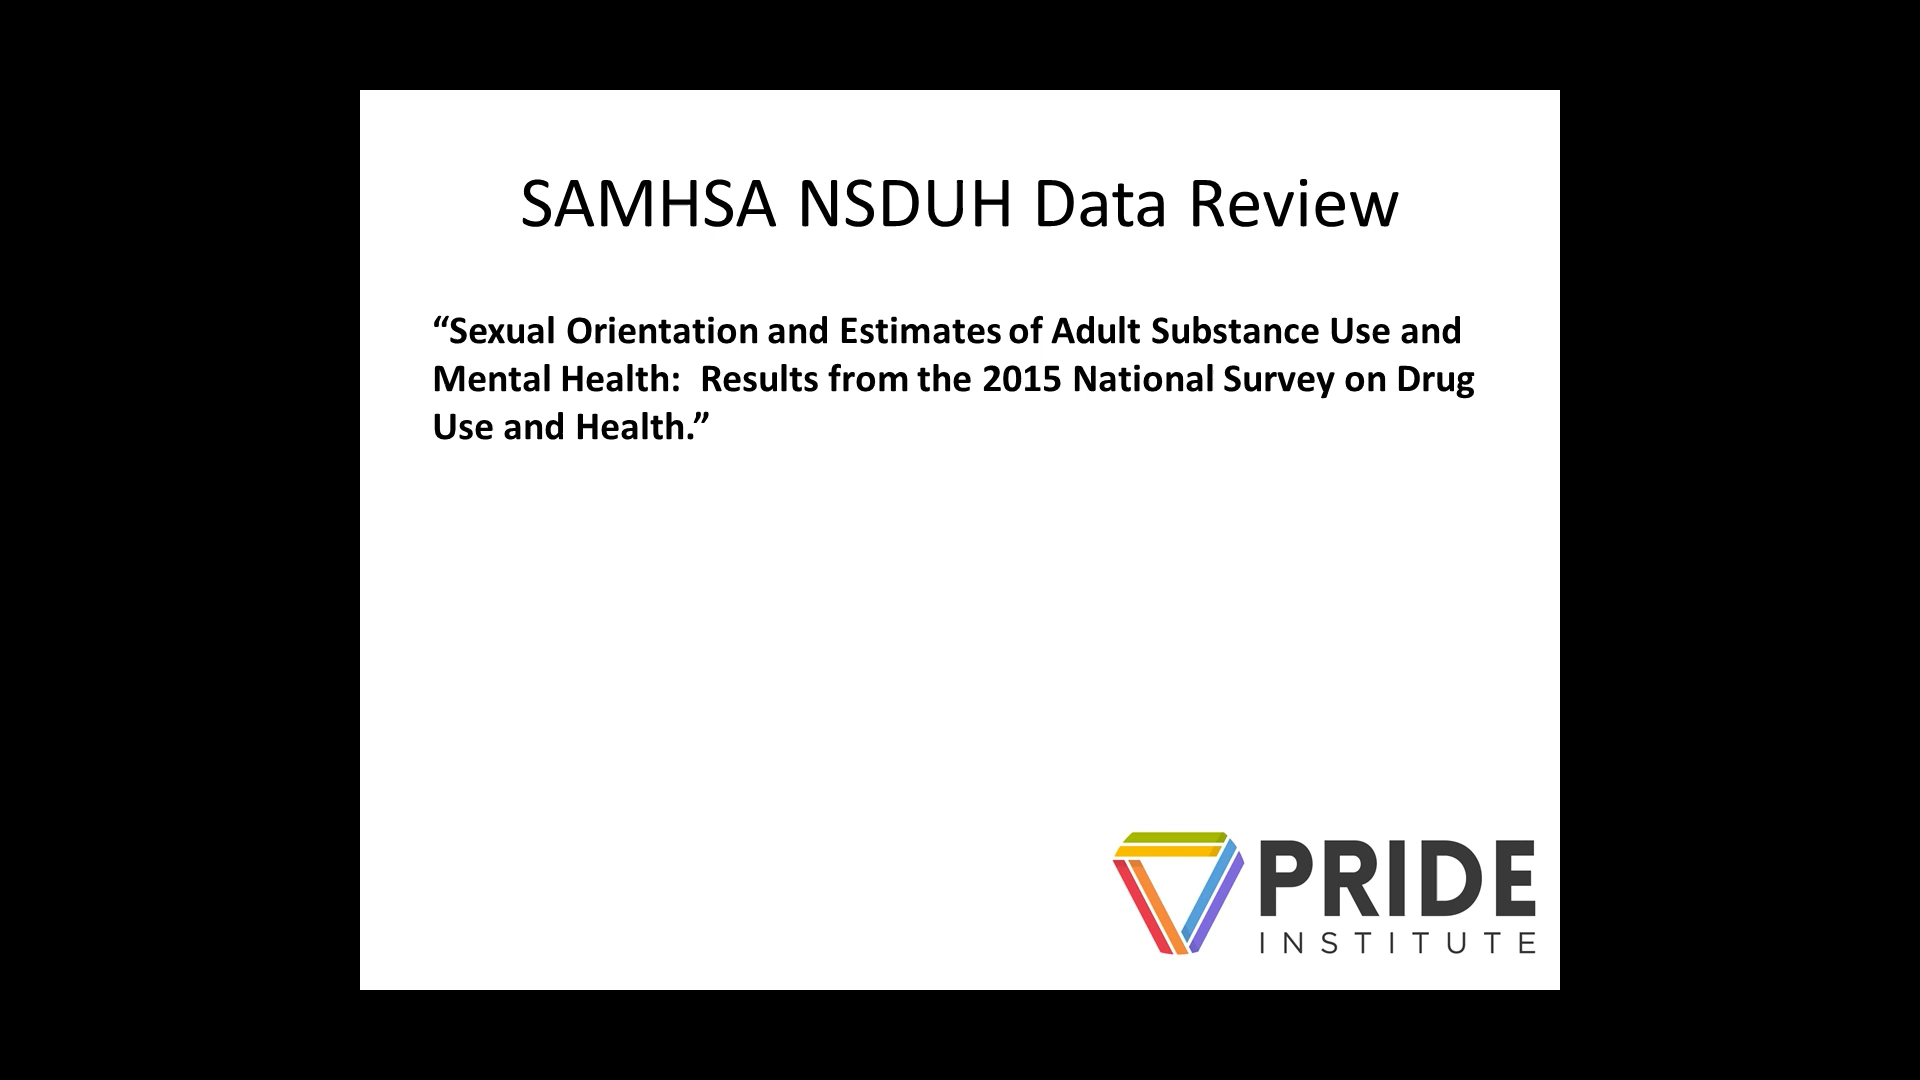 SAMHSA NSDUH Data Review
“Sexual Orientation and Estimates of Adult Substance Use and
Mental Health:  Results from the 2015 National Survey on Drug
Use and Health.”
PRIDE
INSTITUTE